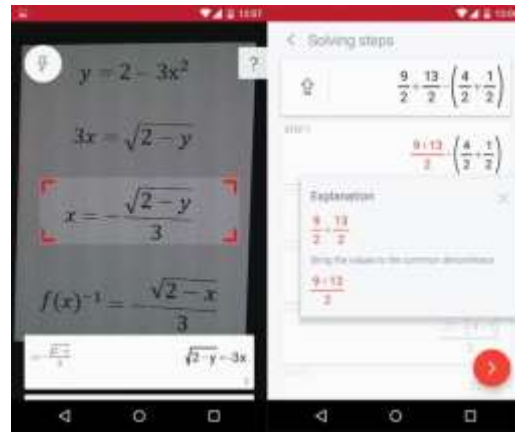 y = 2 − 3x²
?
3x = √2 − y
x = − √2 − y / 3
f(x)⁻¹ = √2 − x / 3
√2−y=-3x
Solving steps
9/2 + 13/2 - (4/2 + 1/2)
9+13/2 - (4/2 + 1/2)
Explanation
9/2 + 13/2
Bring the values to the common denominator
9+13/2